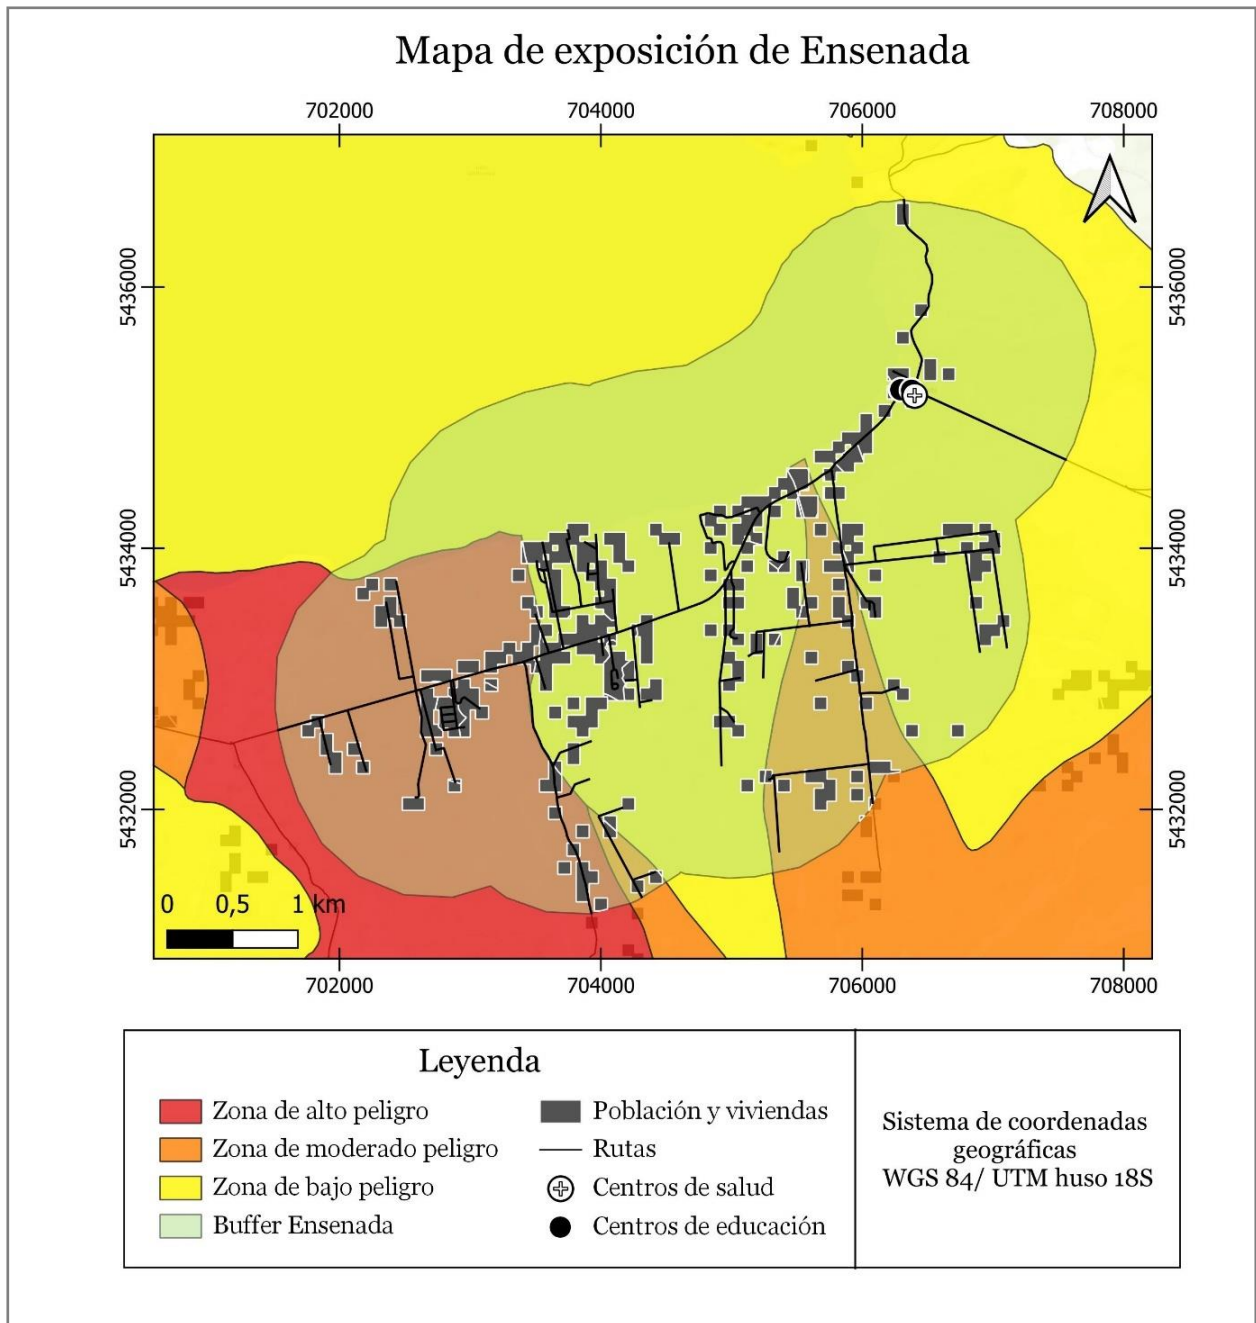 Mapa de exposición de Ensenada
702000 704000 706000 708000
5436000 5436000
5434000 5434000
5432000 5432000
0 0,5 1 km
702000 704000 706000 708000
Leyenda
Zona de alto peligro
Zona de moderado peligro
Zona de bajo peligro
Buffer Ensenada
Población y viviendas
Rutas
Centros de salud
Centros de educación
Sistema de coordenadas
geográficas
WGS 84/ UTM huso 18S